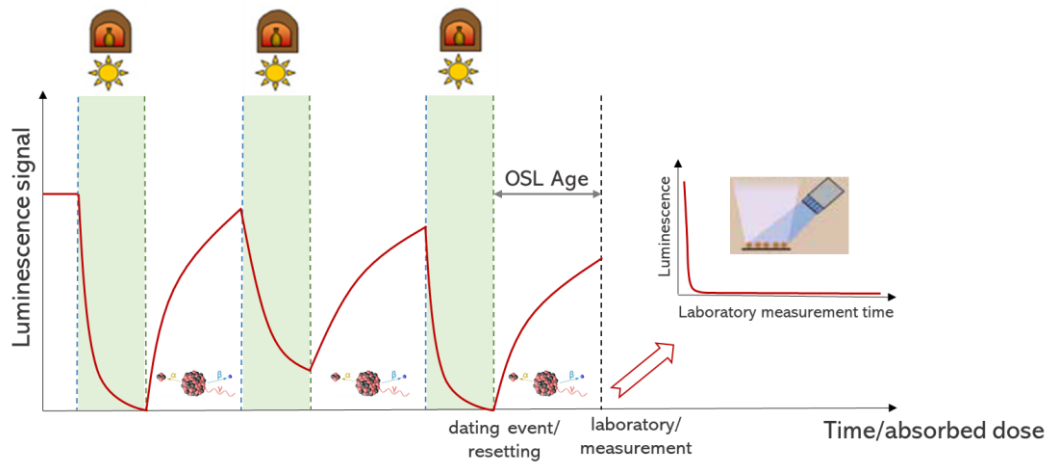 Luminescence signal
OSL Age
α
β
γ
α
β
γ
α
β
γ
dating event/
resetting
laboratory/
measurement
Time/absorbed dose
Luminescence
Laboratory measurement time